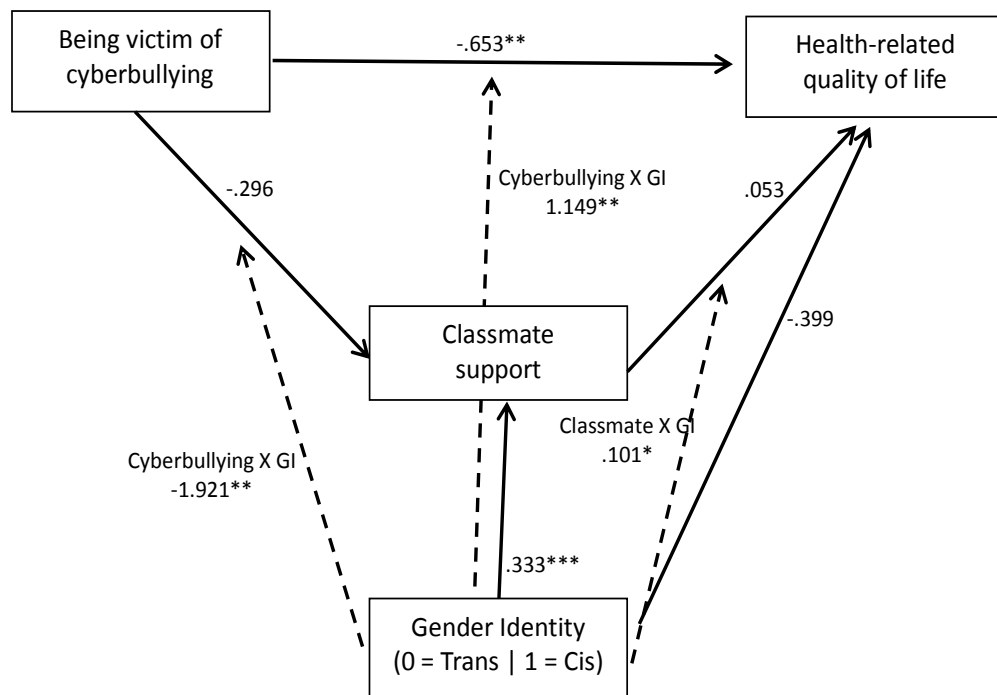 Being victim of
cyberbullying
-.653**
Health-related
quality of life
-.296
Cyberbullying X GI
1.149**
.053
-.399
Classmate
support
Cyberbullying X GI
-1.921**
Classmate X GI
.101*
.333***
Gender Identity
(0 = Trans | 1 = Cis)